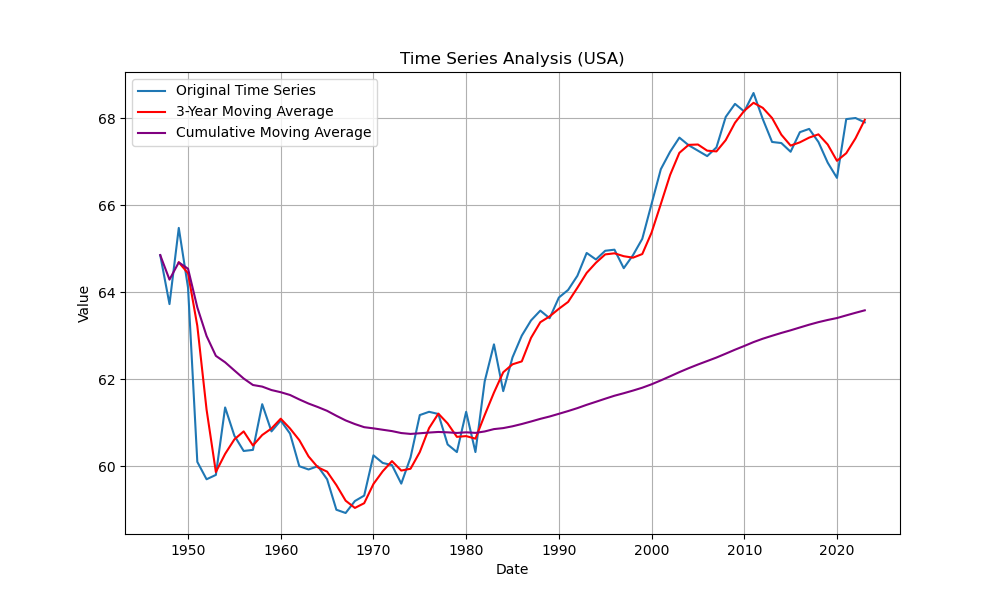 Time Series Analysis (USA)
Original Time Series
3-Year Moving Average
Cumulative Moving Average
68
66
64
62
60
Value
1950 1960 1970 1980 1990 2000 2010 2020
Date